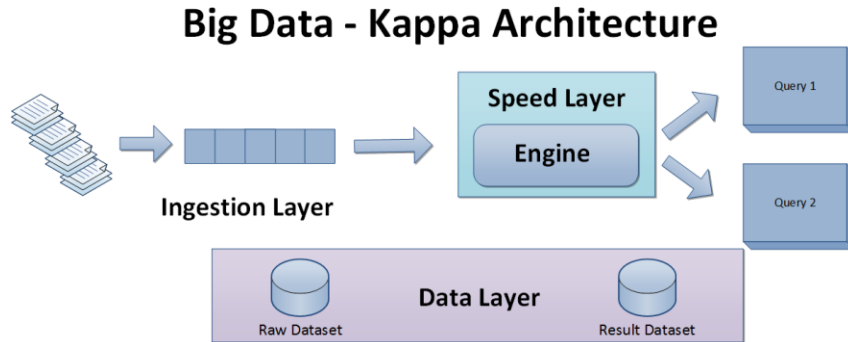 Big Data - Kappa Architecture
Speed Layer
Engine
Query 1
Ingestion Layer
Query 2
Data Layer
Raw Dataset
Result Dataset